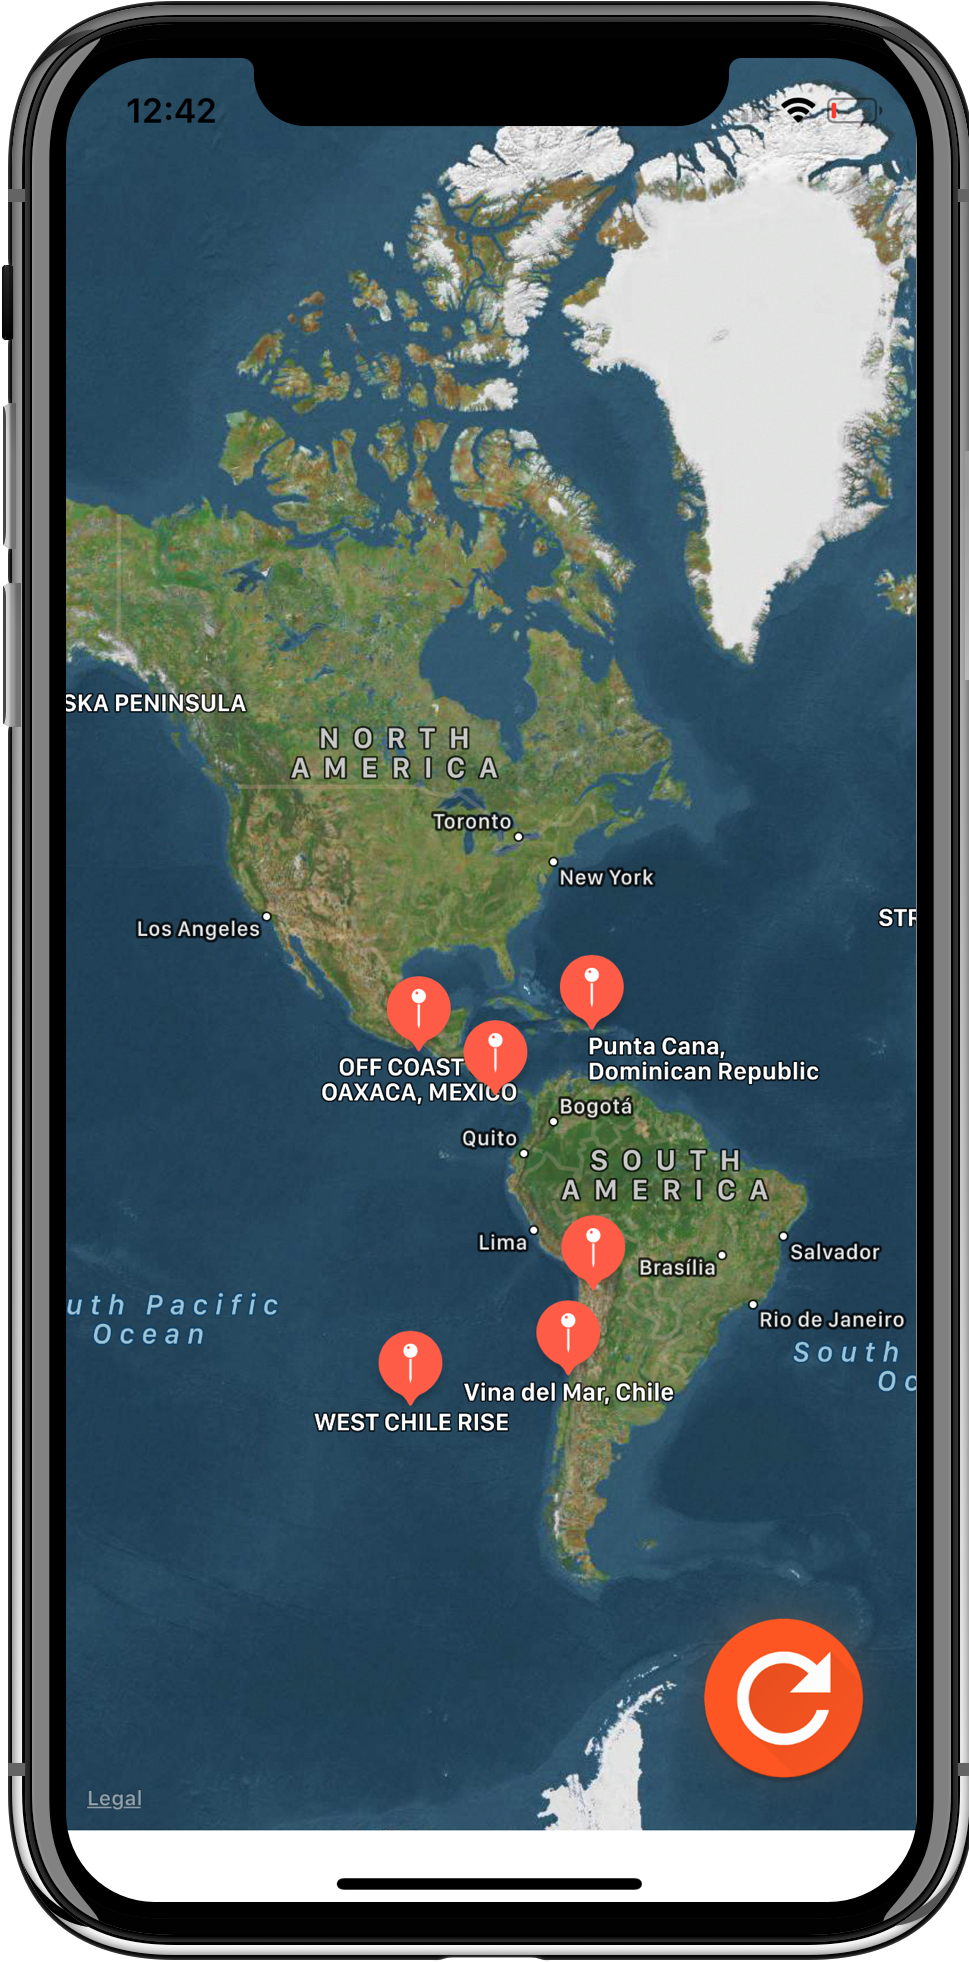 12:42
SKA PENINSULA
NORTH
AMERICA
Toronto
New York
Los Angeles
STR
Punta Cana,
Dominican Republic
OFF COAST
OAXACA, MEXICO
Bogotá
Quito
SOUTH
AMERICA
Lima
Brasília
Salvador
uth Pacific
Ocean
Rio de Janeiro
South
Oc
Vina del Mar, Chile
WEST CHILE RISE
Legal